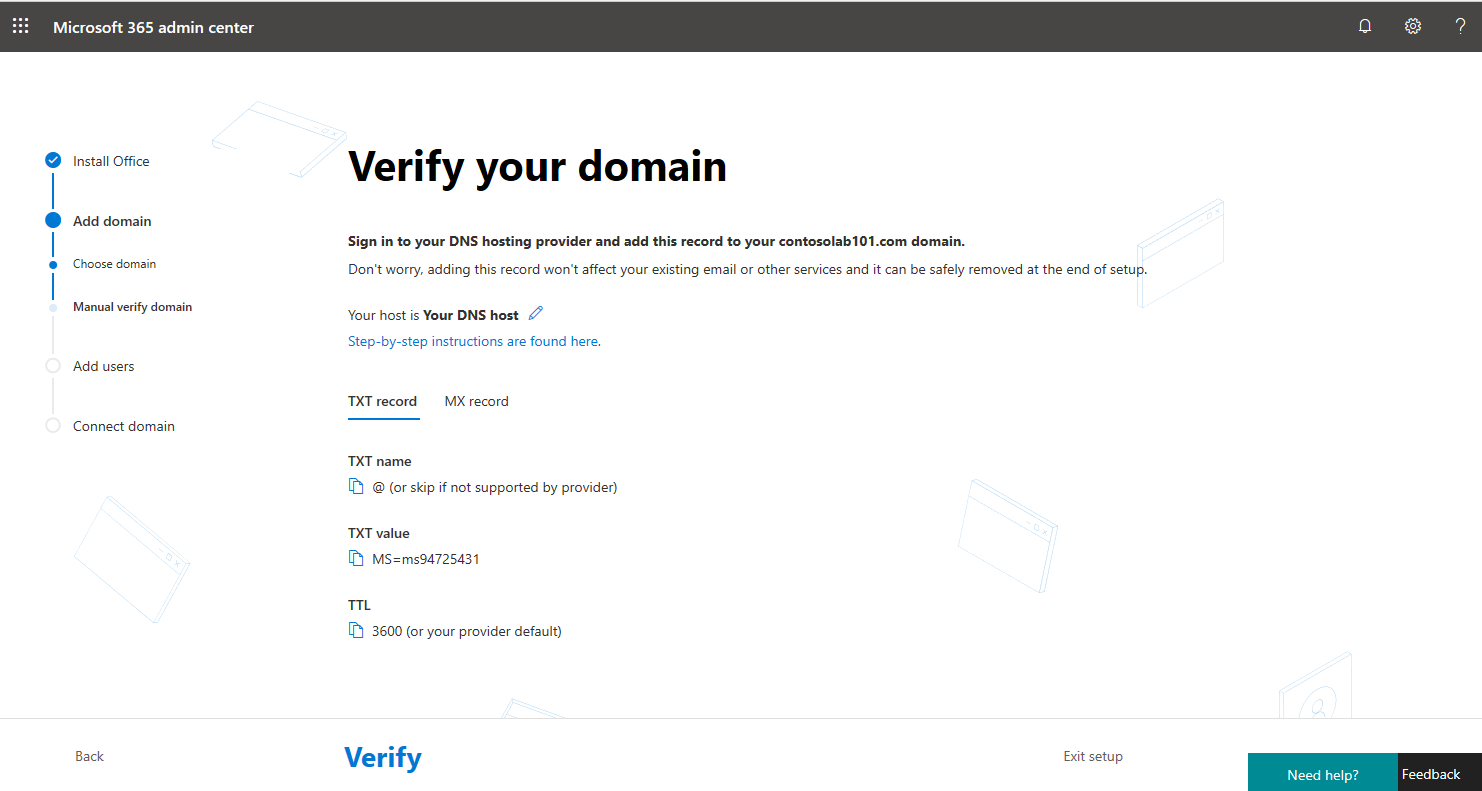 Microsoft 365 admin center
?
Install Office
Add domain
Choose domain
Manual verify domain
Add users
Connect domain
Verify your domain
Sign in to your DNS hosting provider and add this record to your contosolab101.com domain.
Don't worry, adding this record won't affect your existing email or other services and it can be safely removed at the end of setup.
Your host is Your DNS host
Step-by-step instructions are found here.
TXT record MX record
TXT name
@ (or skip if not supported by provider)
TXT value
MS=ms94725431
TTL
3600 (or your provider default)
Back
Verify
Exit setup
Need help?
Feedback